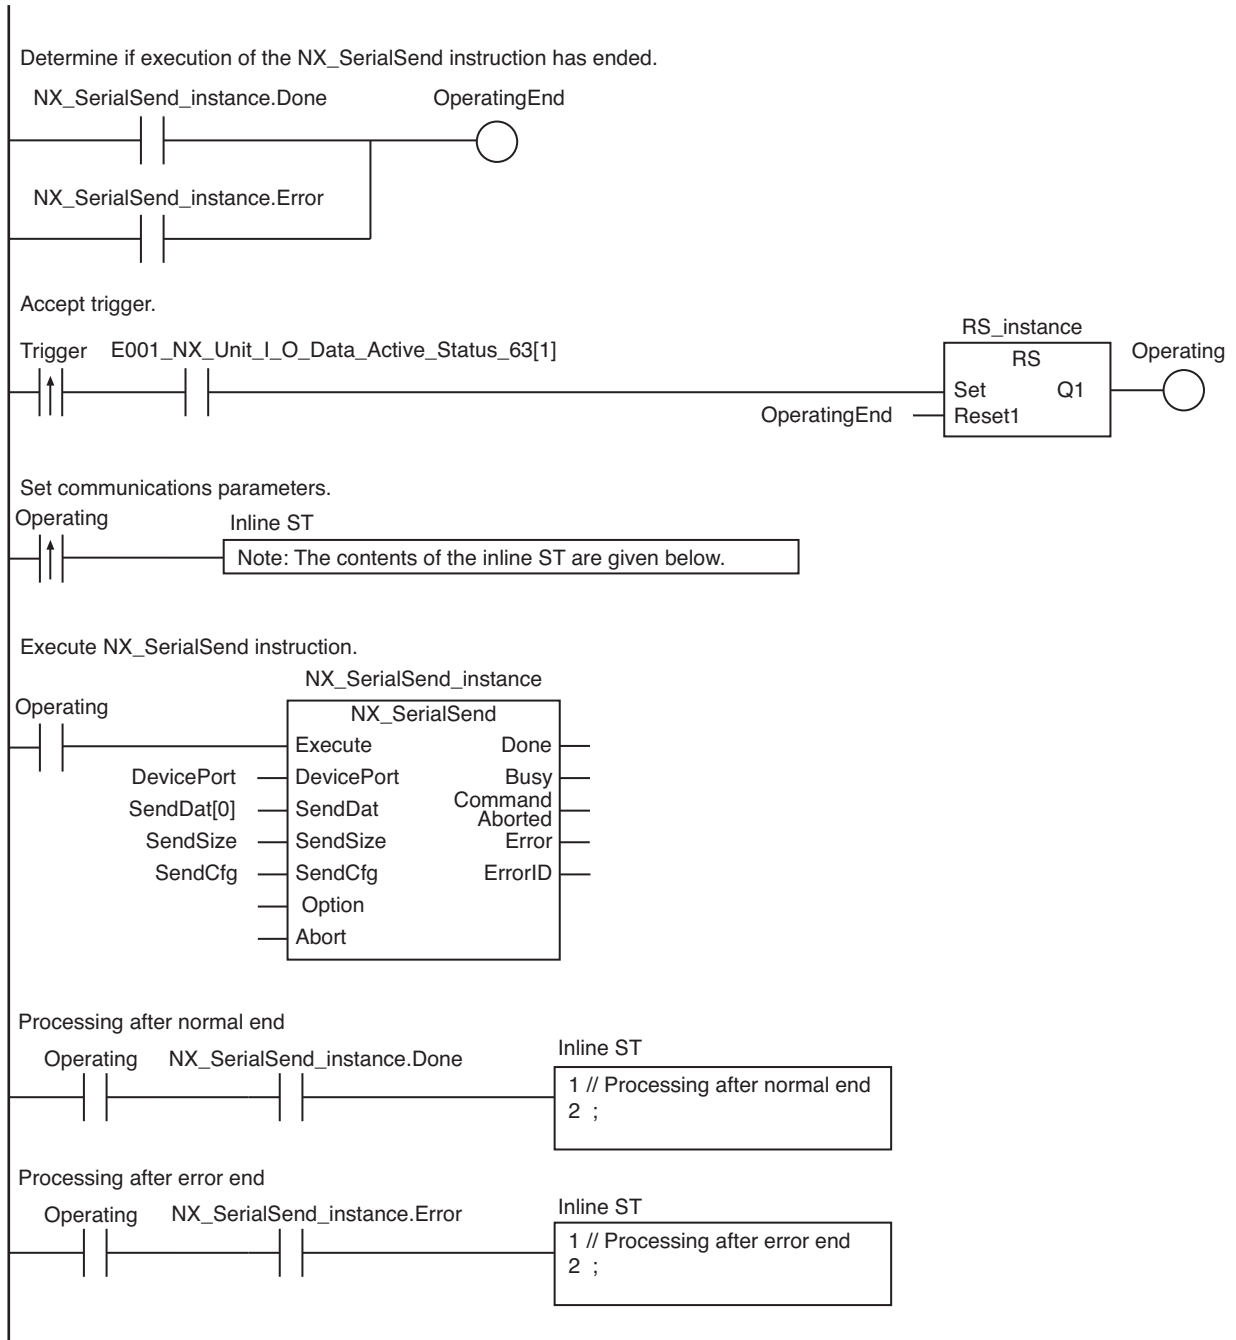 Determine if execution of the NX_SerialSend instruction has ended.
NX_SerialSend_instance.Done OperatingEnd
NX_SerialSend_instance.Error
Accept trigger.
RS_instance
Trigger E001_NX_Unit_I_O_Data_Active_Status_63[1] RS Operating
Set Q1
OperatingEnd Reset1
Set communications parameters.
Operating Inline ST
Note: The contents of the inline ST are given below.
Execute NX_SerialSend instruction.
NX_SerialSend_instance
Operating NX_SerialSend
Execute Done
DevicePort DevicePort Busy
SendDat[0] SendDat Command
Aborted
SendSize SendSize Error
SendCfg SendCfg ErrorID
Option
Abort
Processing after normal end
Operating NX_SerialSend_instance.Done Inline ST
1 // Processing after normal end
2 ;
Processing after error end
Operating NX_SerialSend_instance.Error Inline ST
1 // Processing after error end
2 ;